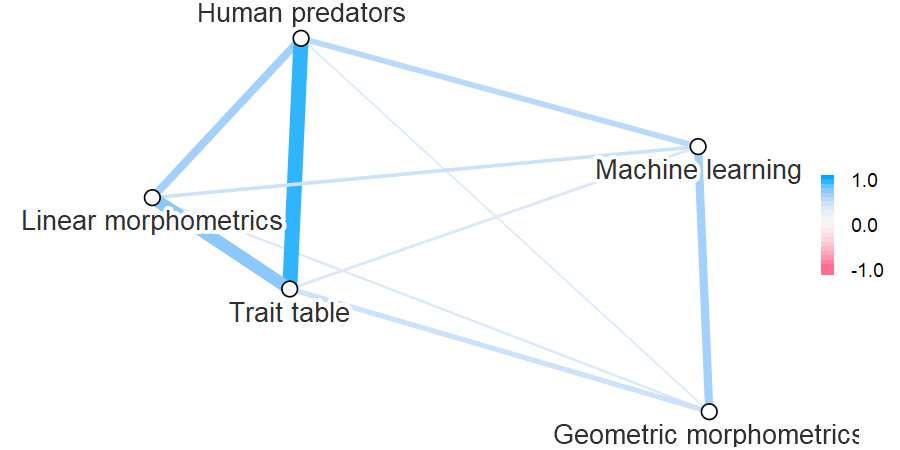 Human predators
Machine learning
1.0
Linear morphometrics
0.0
-1.0
Trait table
Geometric morphometrics